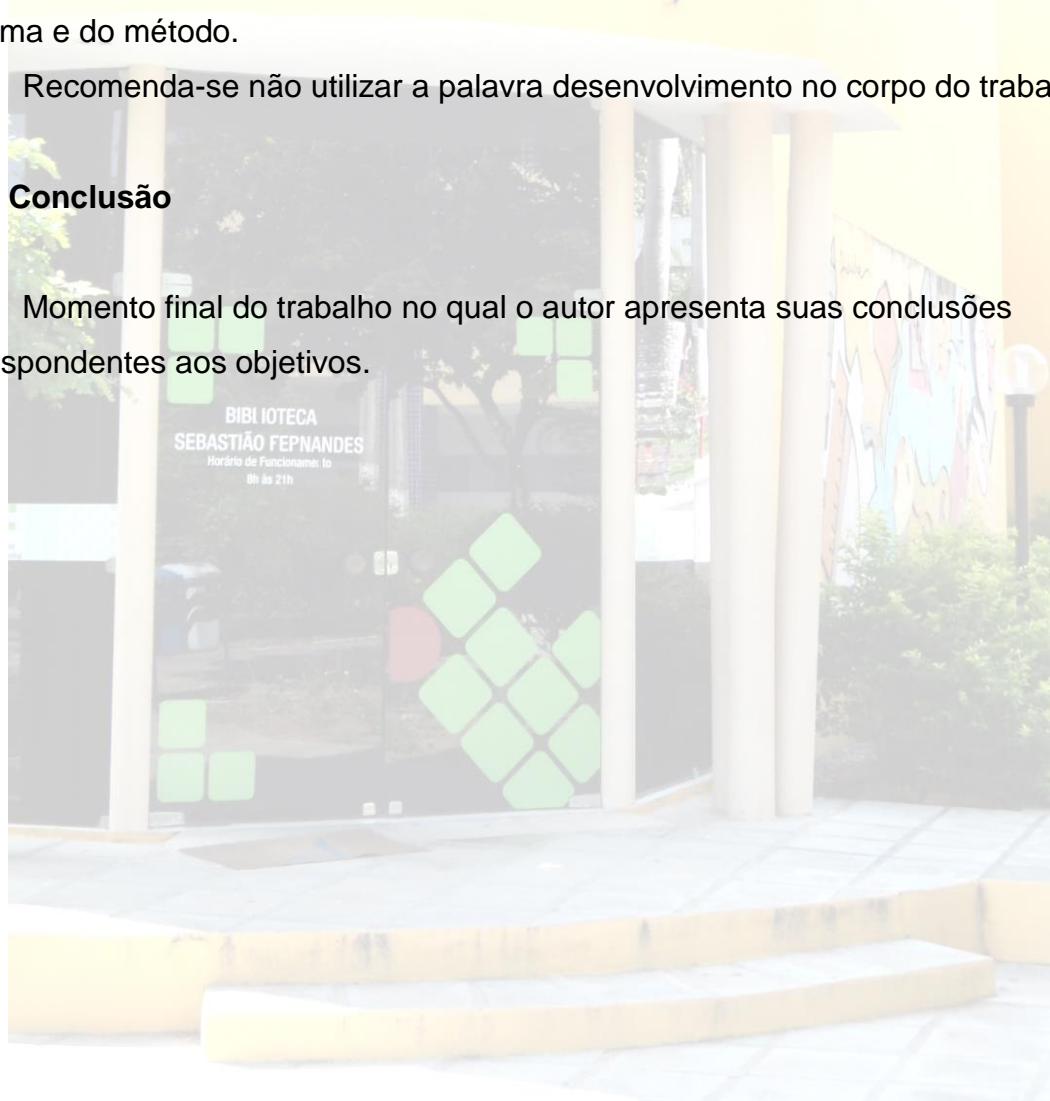 ma e do método.
Recomenda-se não utilizar a palavra desenvolvimento no corpo do traba
Conclusão
Momento final do trabalho no qual o autor apresenta suas conclusões
spondentes aos objetivos.
BIBL IOTECA
SEBASTIÃO FEPNANDES
Horário de Funcioname: to
8h às 21h